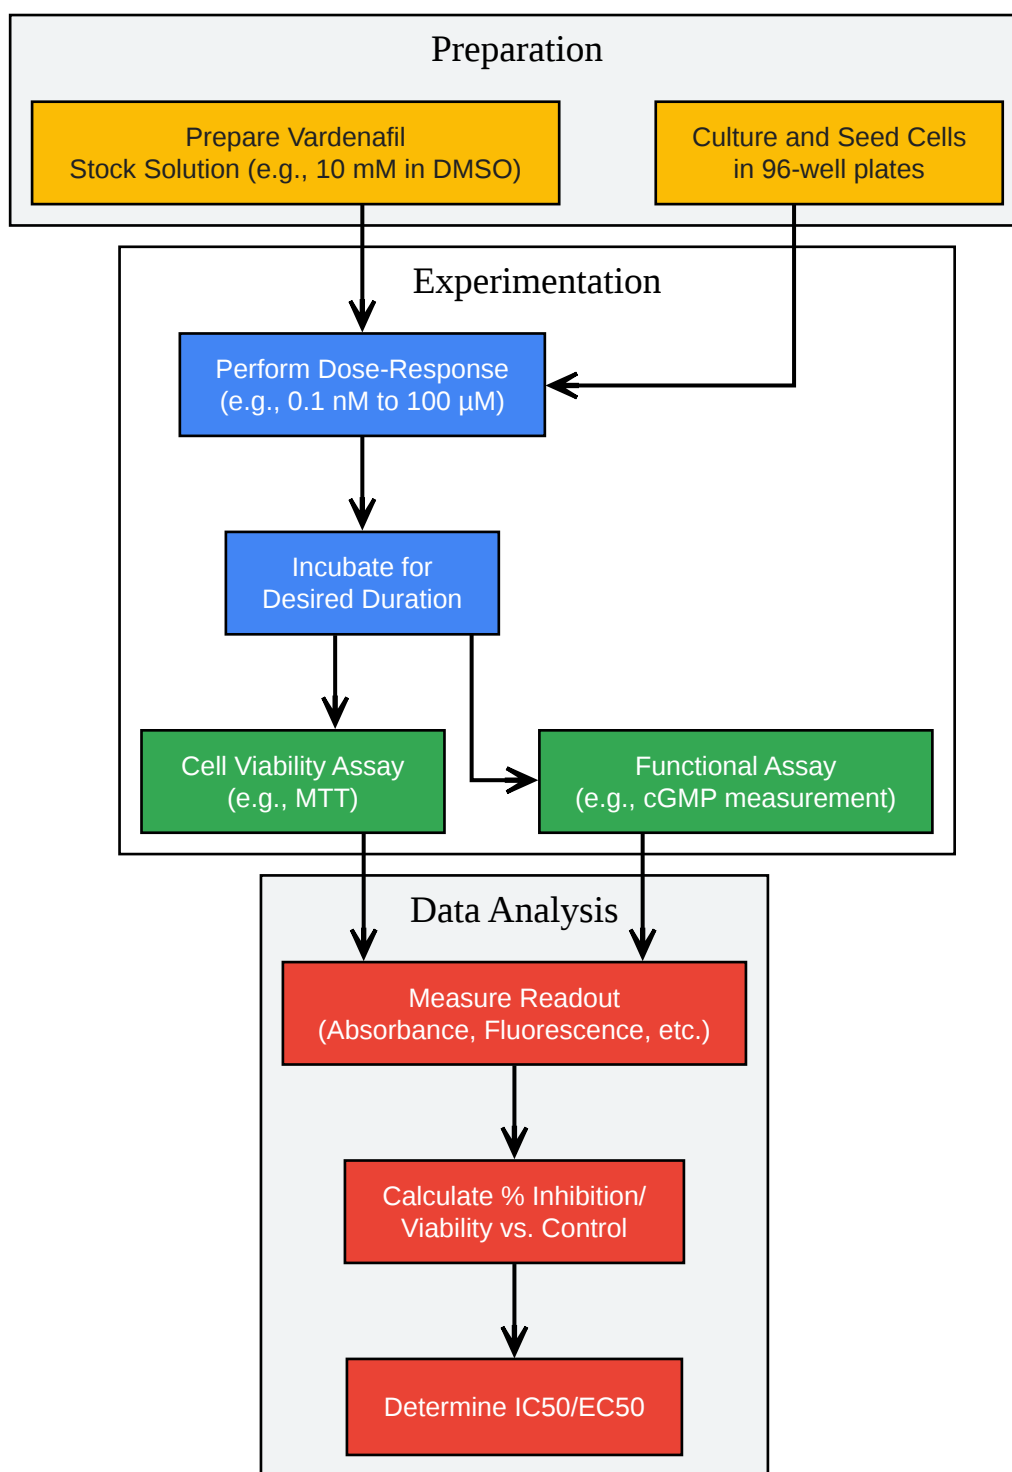 Preparation
Prepare Vardenafil
Stock Solution (e.g., 10 mM in DMSO)
Culture and Seed Cells
in 96-well plates
Experimentation
Perform Dose-Response
(e.g., 0.1 nM to 100 µM)
Incubate for
Desired Duration
Cell Viability Assay
(e.g., MTT)
Functional Assay
(e.g., cGMP measurement)
Data Analysis
Measure Readout
(Absorbance, Fluorescence, etc.)
Calculate % Inhibition/
Viability vs. Control
Determine IC50/EC50